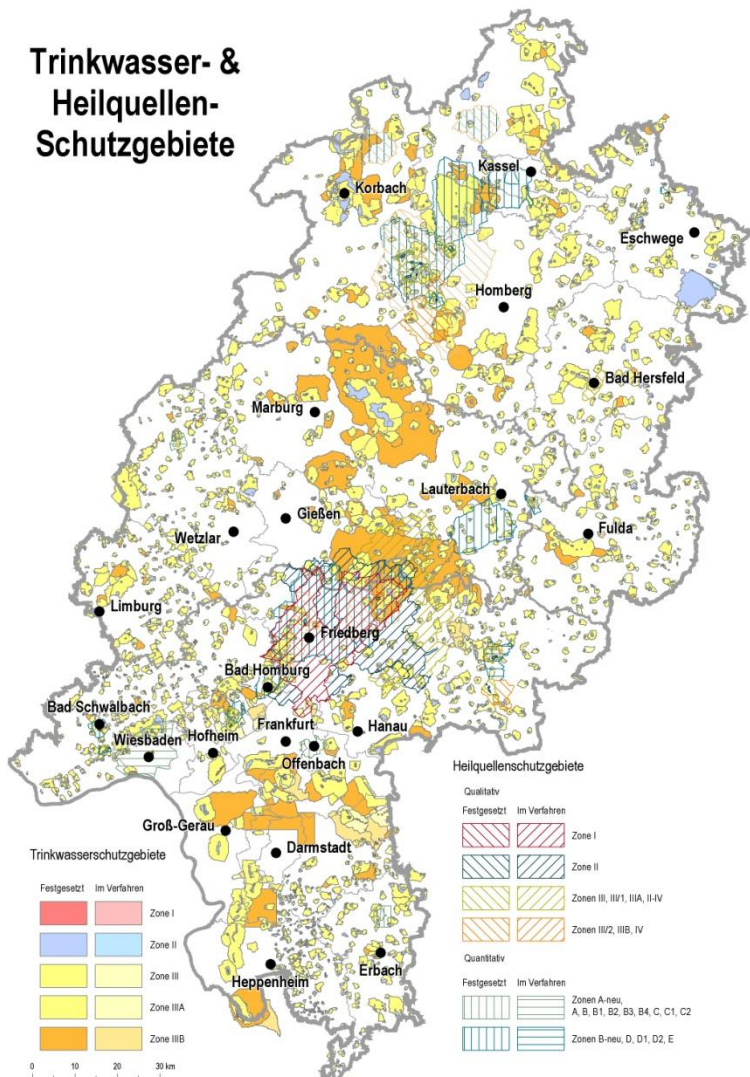 Trinkwasser- &
Heilquellen-
Schutzgebiete
Kassel
Korbach
Eschwege
Homberg
Bad Hersfeld
Marburg
Lauterbach
Gießen
Wetzlar
Fulda
Limburg
Friedberg
Bad Homburg
Bad Schwalbach
Frankfurt
Hanau
Wiesbaden
Hofheim
Offenbach
Groß-Gerau
Darmstadt
Heppenheim
Erbach
Trinkwasserschutzgebiete
Festgesetzt Im Verfahren
Zone I
Zone II
Zone III
Zone IIIA
Zone IIIB
0 10 20 30 km
Heilquellenschutzgebiete
Qualitativ
Festgesetzt Im Verfahren
Zone I
Zone II
Zonen III, III/1, IIIA, II-IV
Zonen III/2, IIIB, IV
Quantitativ
Festgesetzt Im Verfahren
Zonen A-neu,
A, B, B1, B2, B3, B4, C, C1, C2
Zonen B-neu, D, D1, D2, E